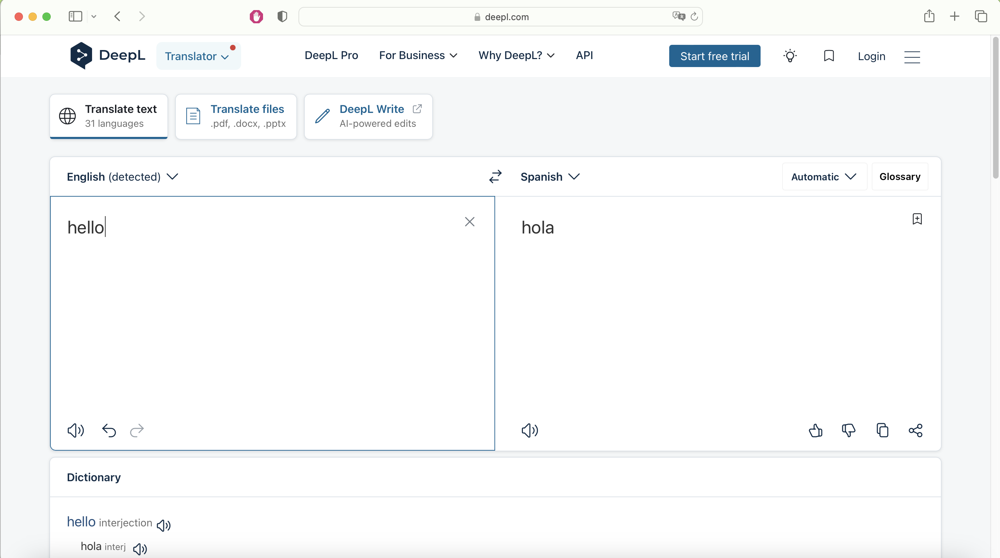 deepl.com
DeepL Translator DeepL Pro For Business Why DeepL? API Start free trial Login
Translate text
31 languages
Translate files
.pdf, .docx, .pptx
DeepL Write
AI-powered edits
English (detected) Spanish Automatic Glossary
hello
hola
Dictionary
hello interjection
hola interj